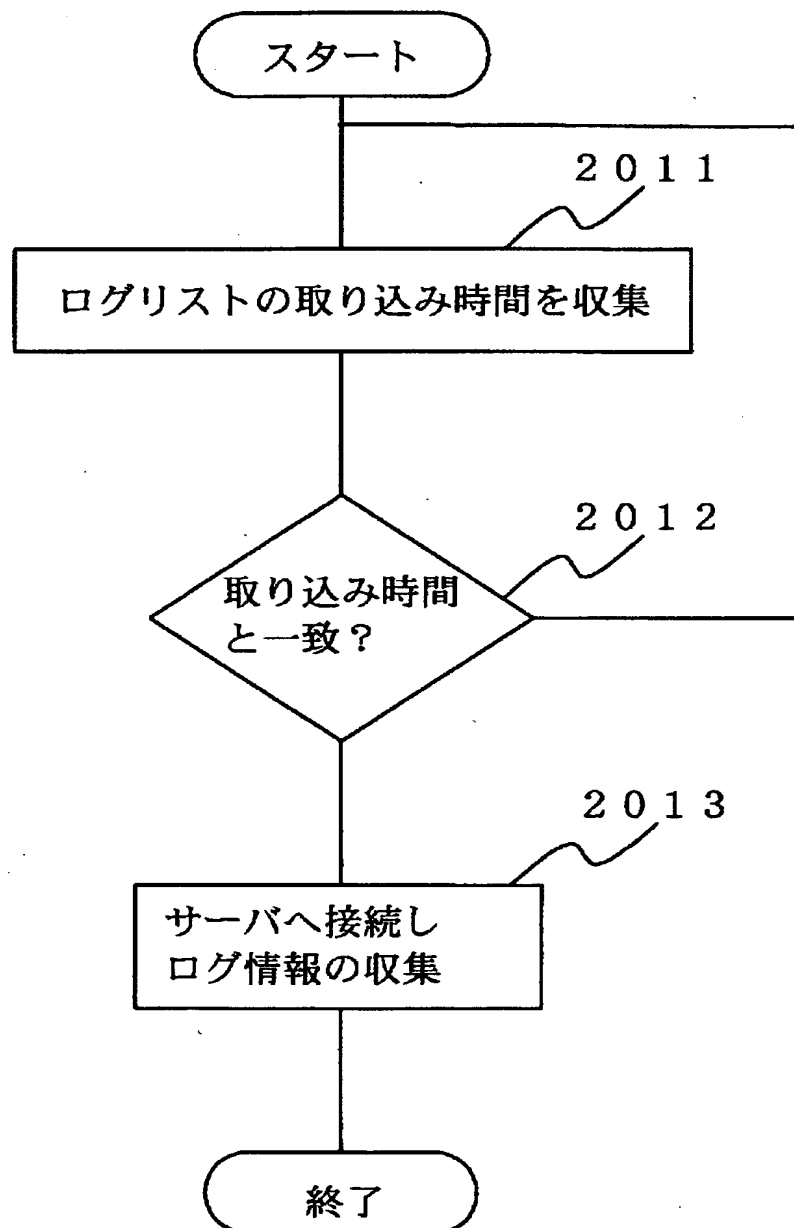 スタート
２０１１
ログリストの取り込み時間を収集
２０１２
取り込み時間
と一致？
２０１３
サーバへ接続し
ログ情報の収集
終了